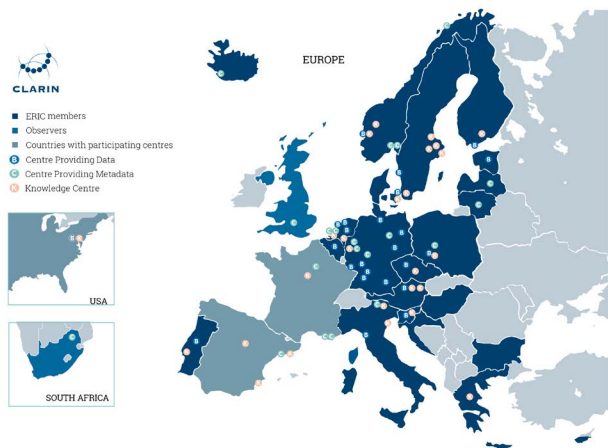 EUROPE
CLARIN
ERIC members
Observers
Countries with participating centres
B Centre Providing Data
C Centre Providing Metadata
K Knowledge Centre
USA
SOUTH AFRICA